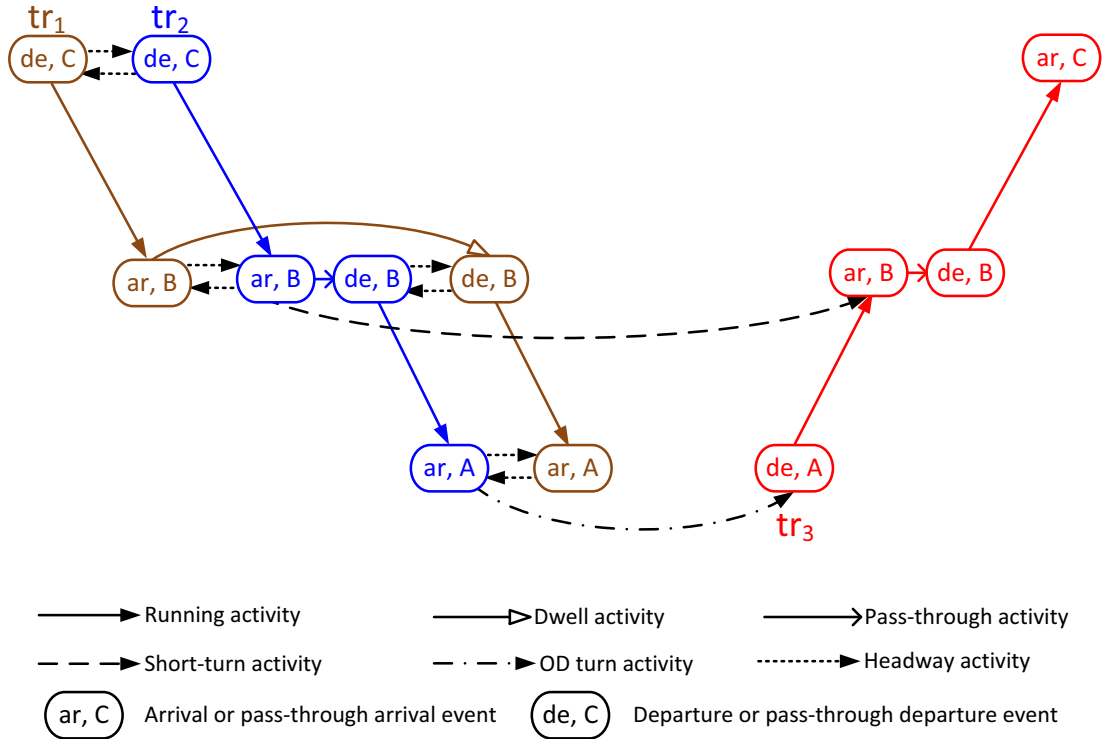 tr1 tr2
de, C de, C ar, C
ar, B ar, B de, B de, B ar, B de, B
ar, A ar, A de, A
tr3
Running activity Dwell activity Pass-through activity
Short-turn activity OD turn activity Headway activity
ar, C Arrival or pass-through arrival event de, C Departure or pass-through departure event